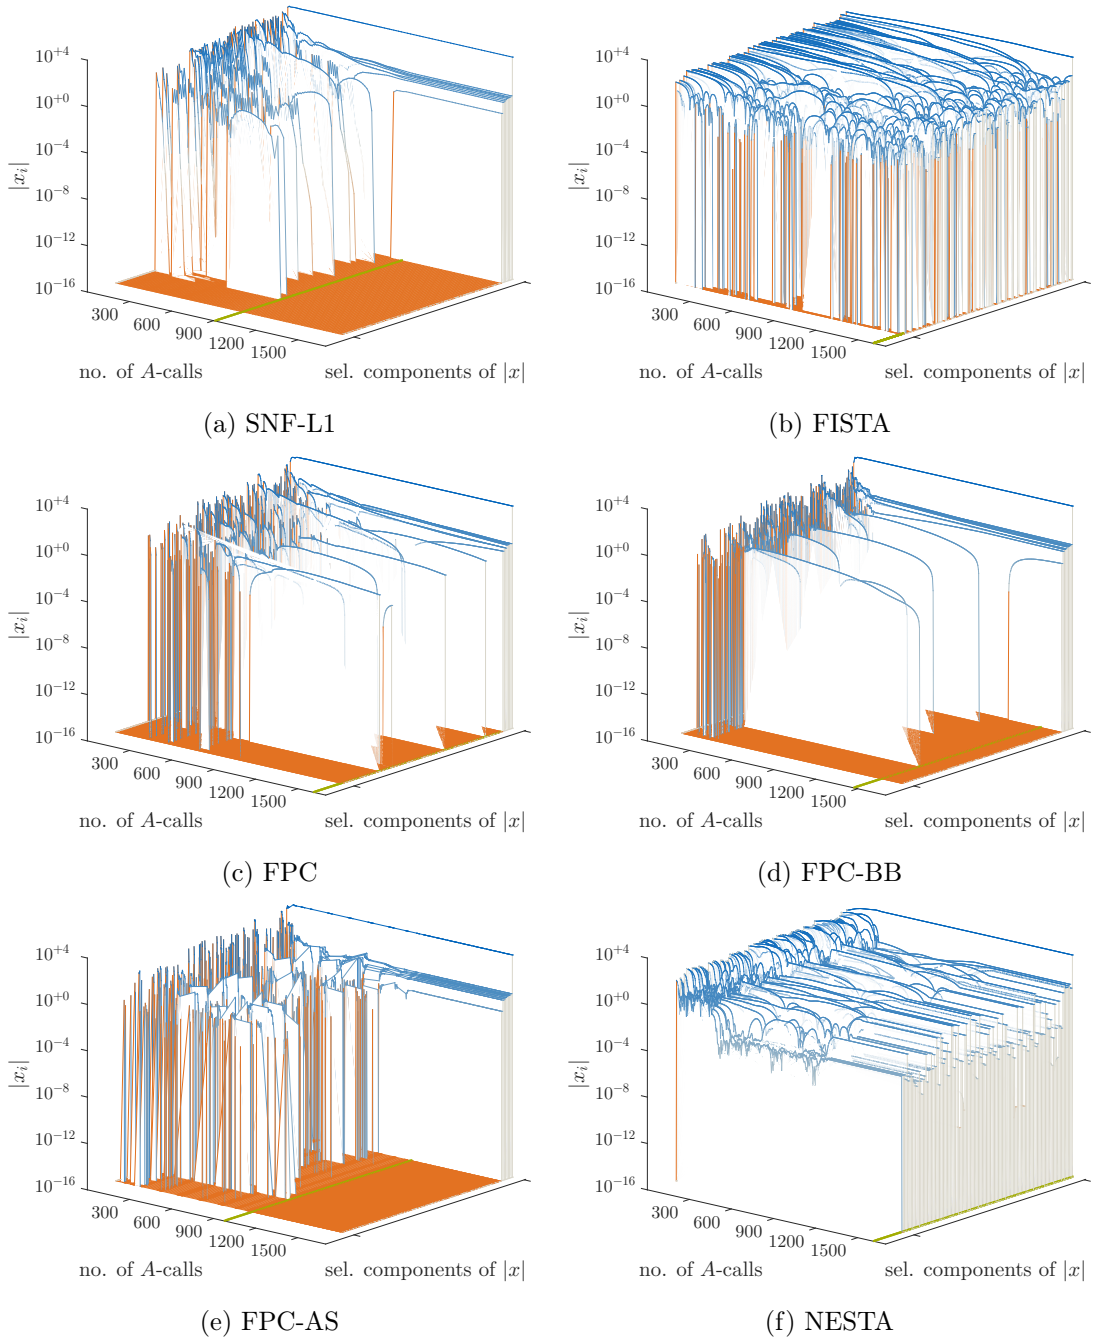 10^{+4}
10^{+0}
10^{-4}
10^{-8}
10^{-12}
10^{-16}
|x_i|
300
600
900
1200
1500
no. of A-calls
sel. components of |x|
(a) SNF-L1
10^{+4}
10^{+0}
10^{-4}
10^{-8}
10^{-12}
10^{-16}
|x_i|
300
600
900
1200
1500
no. of A-calls
sel. components of |x|
(b) FISTA
10^{+4}
10^{+0}
10^{-4}
10^{-8}
10^{-12}
10^{-16}
|x_i|
300
600
900
1200
1500
no. of A-calls
sel. components of |x|
(c) FPC
10^{+4}
10^{+0}
10^{-4}
10^{-8}
10^{-12}
10^{-16}
|x_i|
300
600
900
1200
1500
no. of A-calls
sel. components of |x|
(d) FPC-BB
10^{+4}
10^{+0}
10^{-4}
10^{-8}
10^{-12}
10^{-16}
|x_i|
300
600
900
1200
1500
no. of A-calls
sel. components of |x|
(e) FPC-AS
10^{+4}
10^{+0}
10^{-4}
10^{-8}
10^{-12}
10^{-16}
|x_i|
300
600
900
1200
1500
no. of A-calls
sel. components of |x|
(f) NESTA